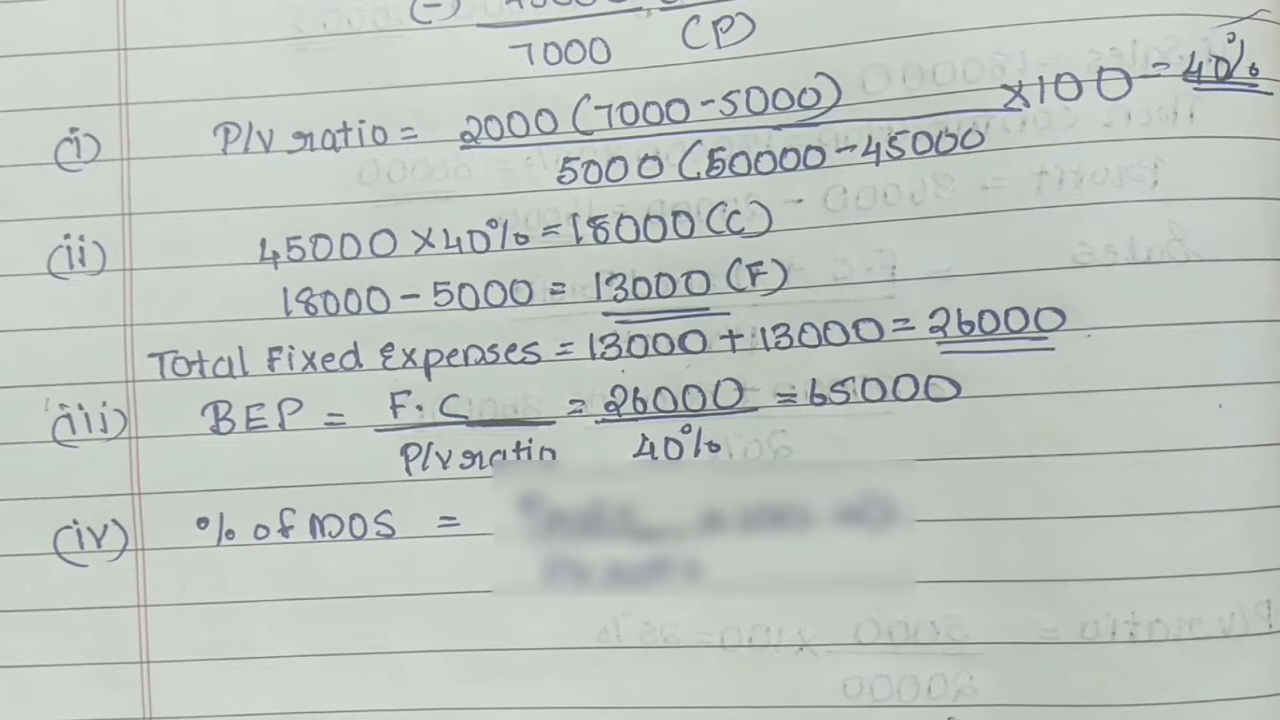 (-)
7000 (P)
(i) P/v ratio = 2000 (7000-5000) / 5000 (50000-45000 ×100 = 40%
(ii) 45000 × 40% = 18000 (C)
18000 - 5000 = 13000 (F)
Total Fixed Expenses = 13000 + 13000 = 26000
(iii) BEP = F.C / P/v ratio = 26000 / 40% = 65000
(iv) % of MOS =